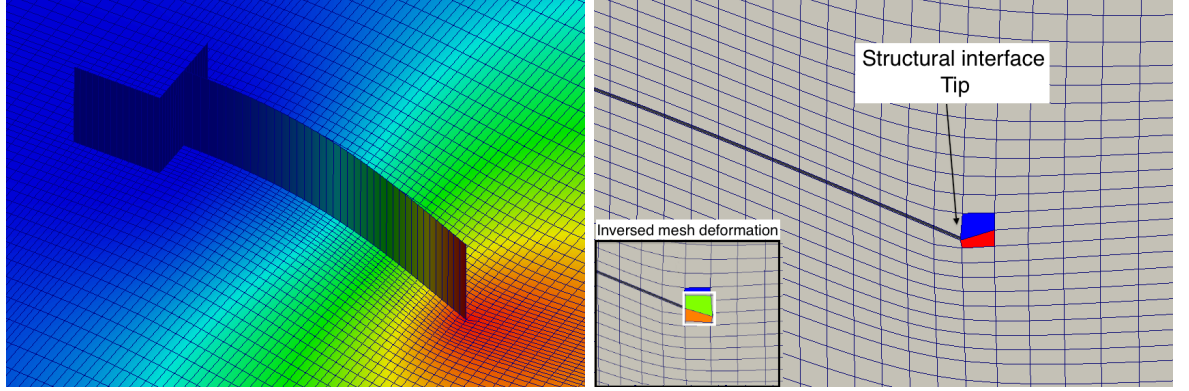 Structural interface
Tip
Inversed mesh deformation